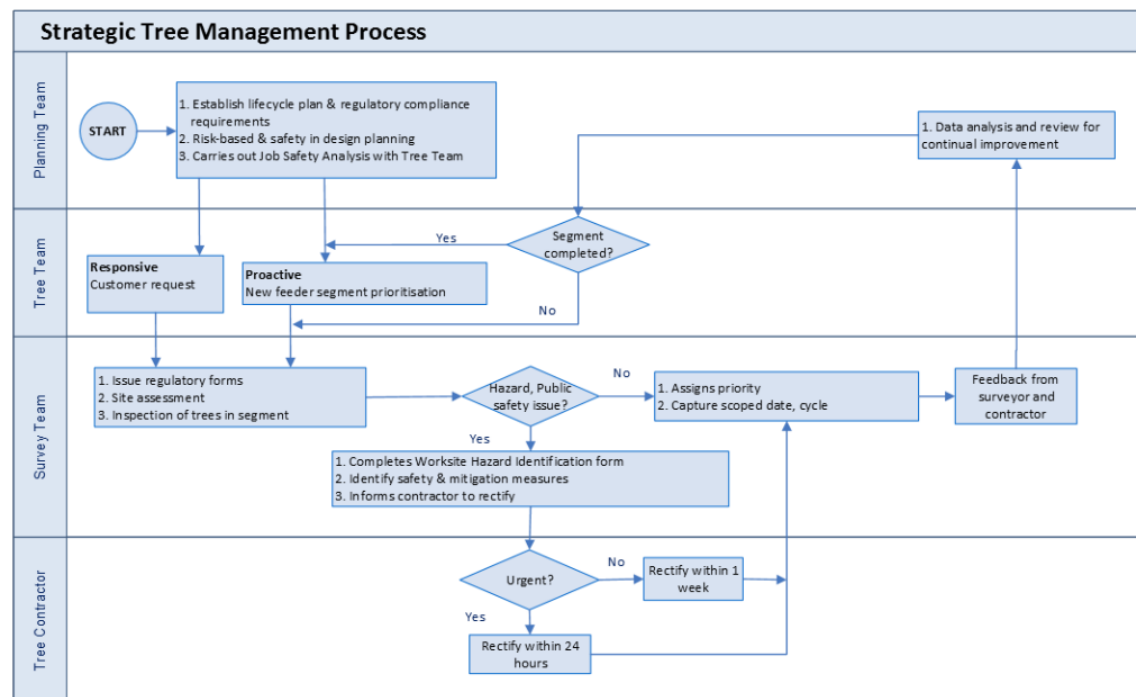 Strategic Tree Management Process
Planning Team
START
1. Establish lifecycle plan & regulatory compliance
requirements
2. Risk-based & safety in design planning
3. Carries out Job Safety Analysis with Tree Team
1. Data analysis and review for
continual improvement
Tree Team
Responsive
Customer request
Proactive
New feeder segment prioritisation
Yes
Segment
completed?
No
Survey Team
1. Issue regulatory forms
2. Site assessment
3. Inspection of trees in segment
Hazard, Public
safety issue?
No
1. Assigns priority
2. Capture scoped date, cycle
Feedback from
surveyor and
contractor
Yes
1. Completes Worksite Hazard Identification form
2. Identify safety & mitigation measures
3. Informs contractor to rectify
Tree Contractor
Urgent?
No
Rectify within 1
week
Yes
Rectify within 24
hours